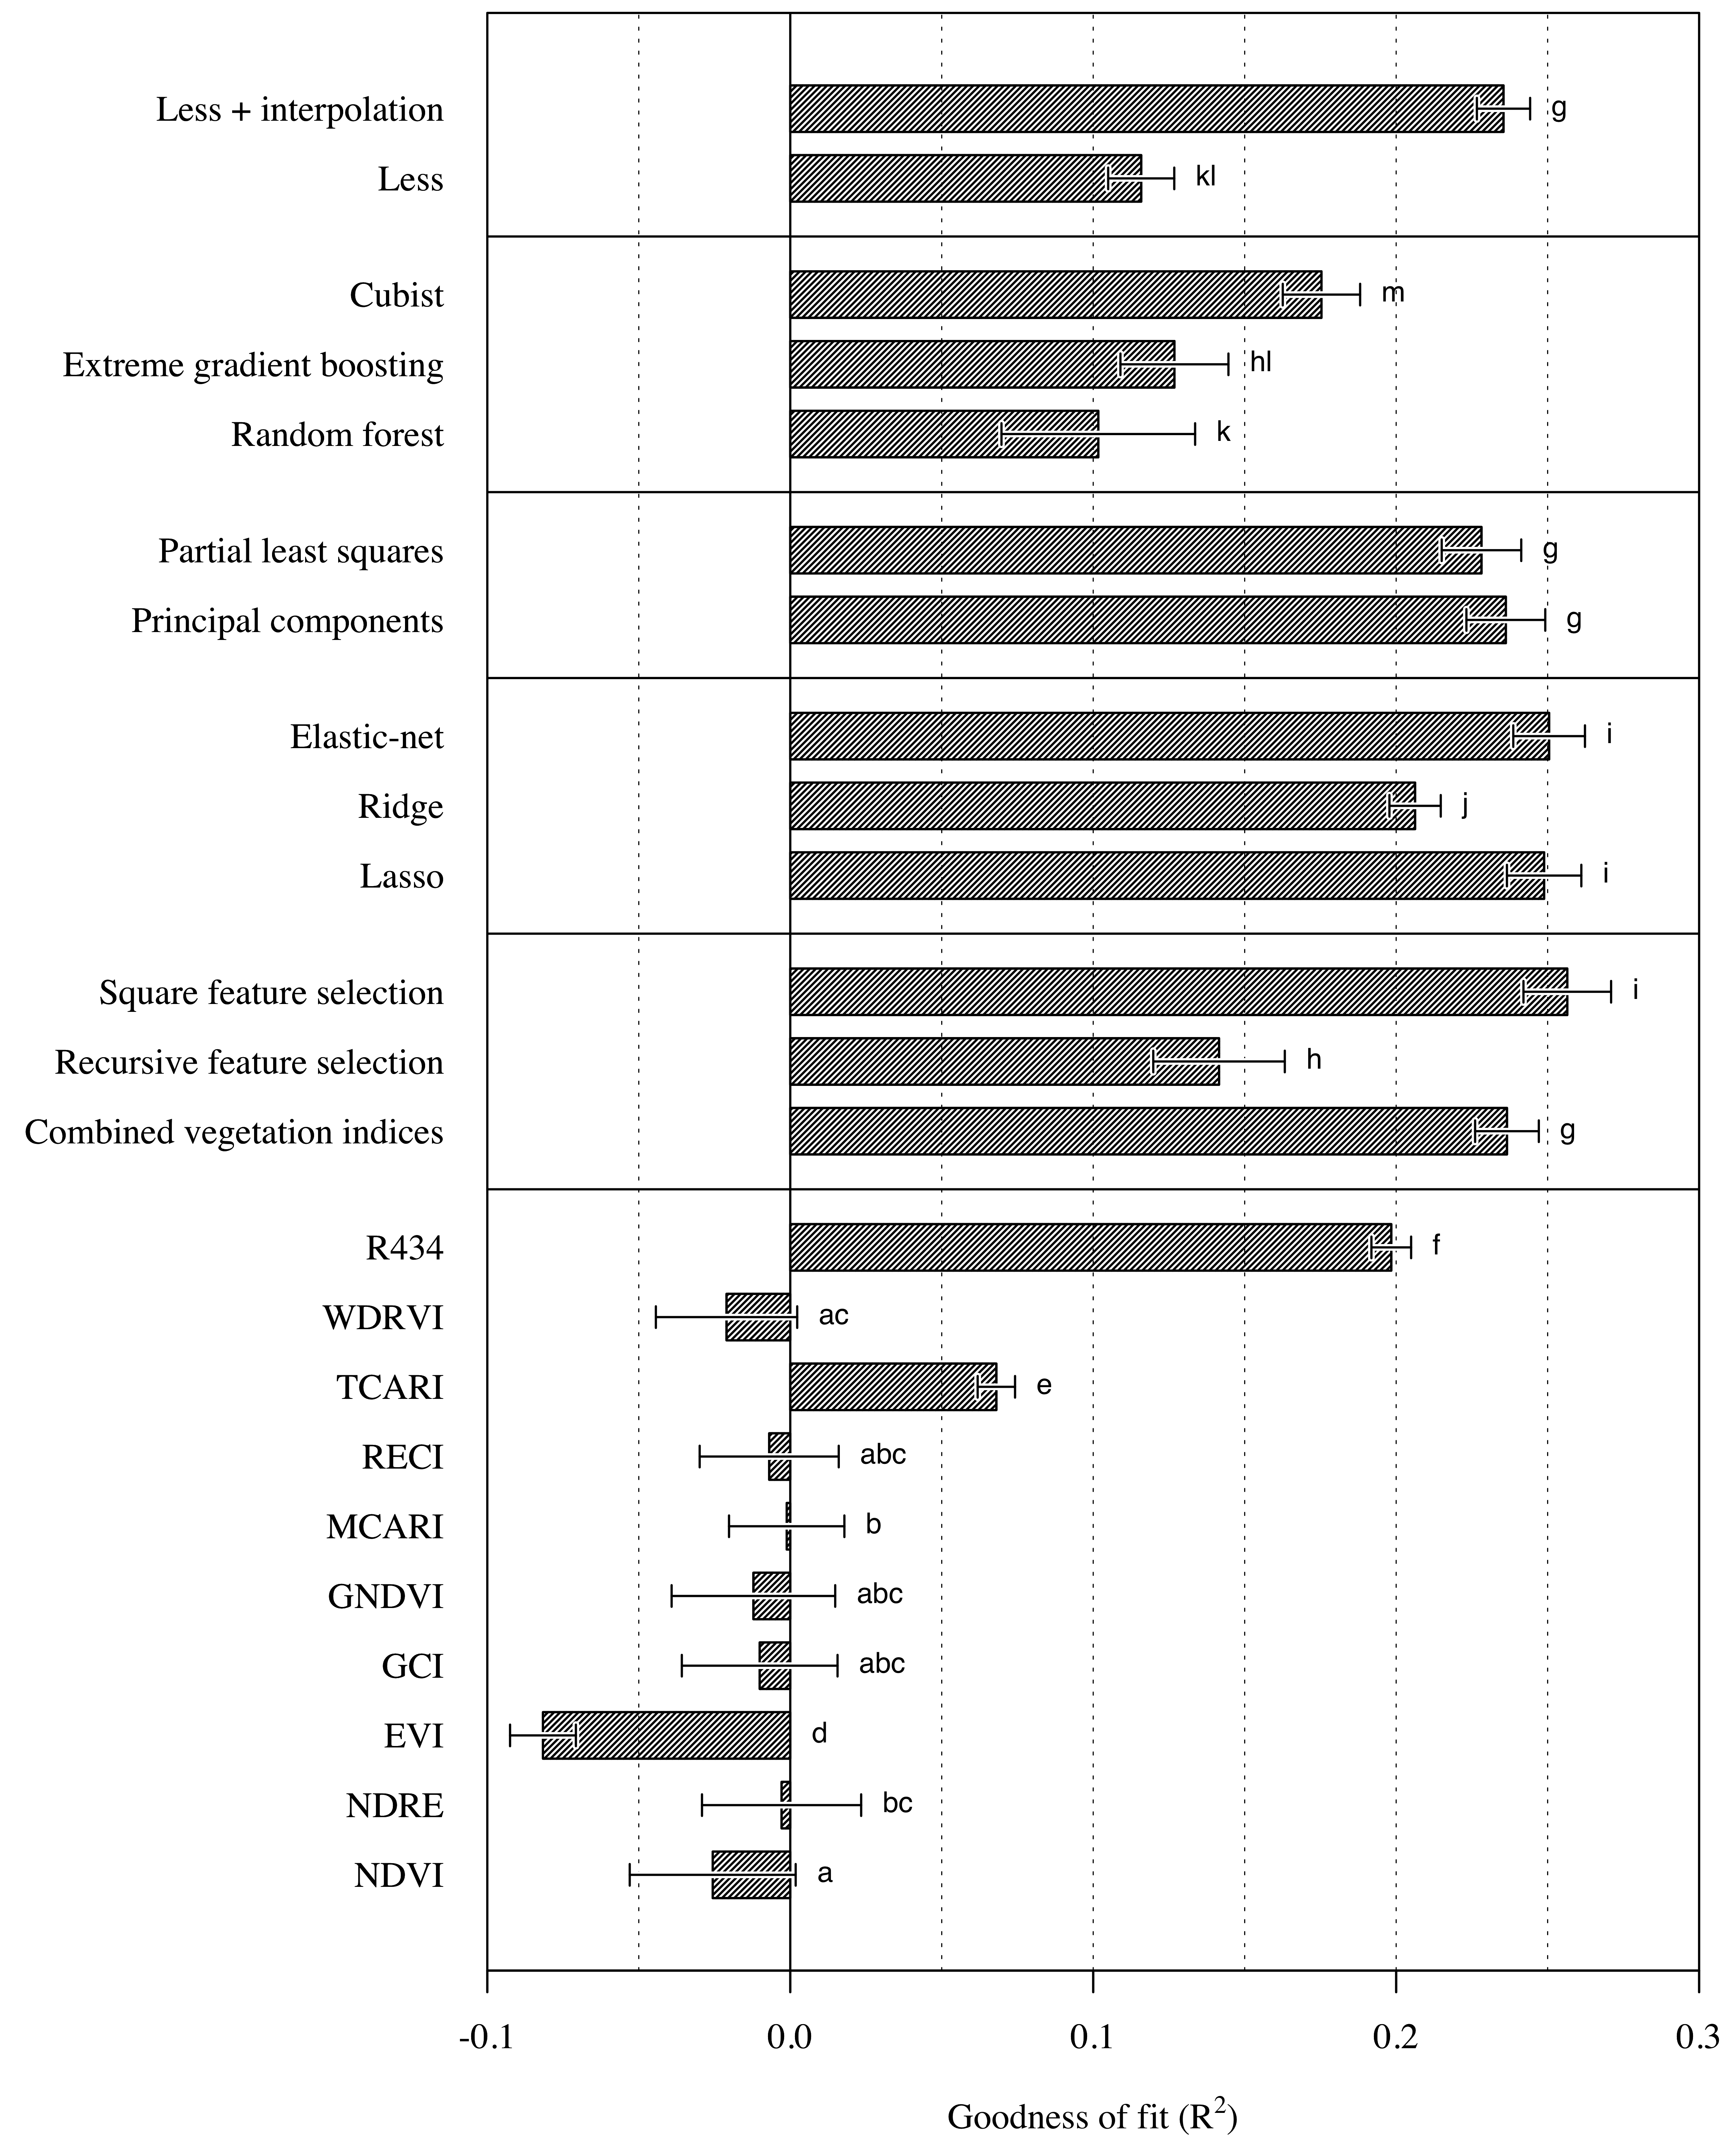 Less + interpolation g
Less kl
Cubist m
Extreme gradient boosting hl
Random forest k
Partial least squares g
Principal components g
Elastic-net i
Ridge j
Lasso i
Square feature selection i
Recursive feature selection h
Combined vegetation indices g
R434 f
WDRVI ac
TCARI e
RECI abc
MCARI b
GNDVI abc
GCI abc
EVI d
NDRE bc
NDVI a
-0.1 0.0 0.1 0.2 0.3
Goodness of fit (R²)